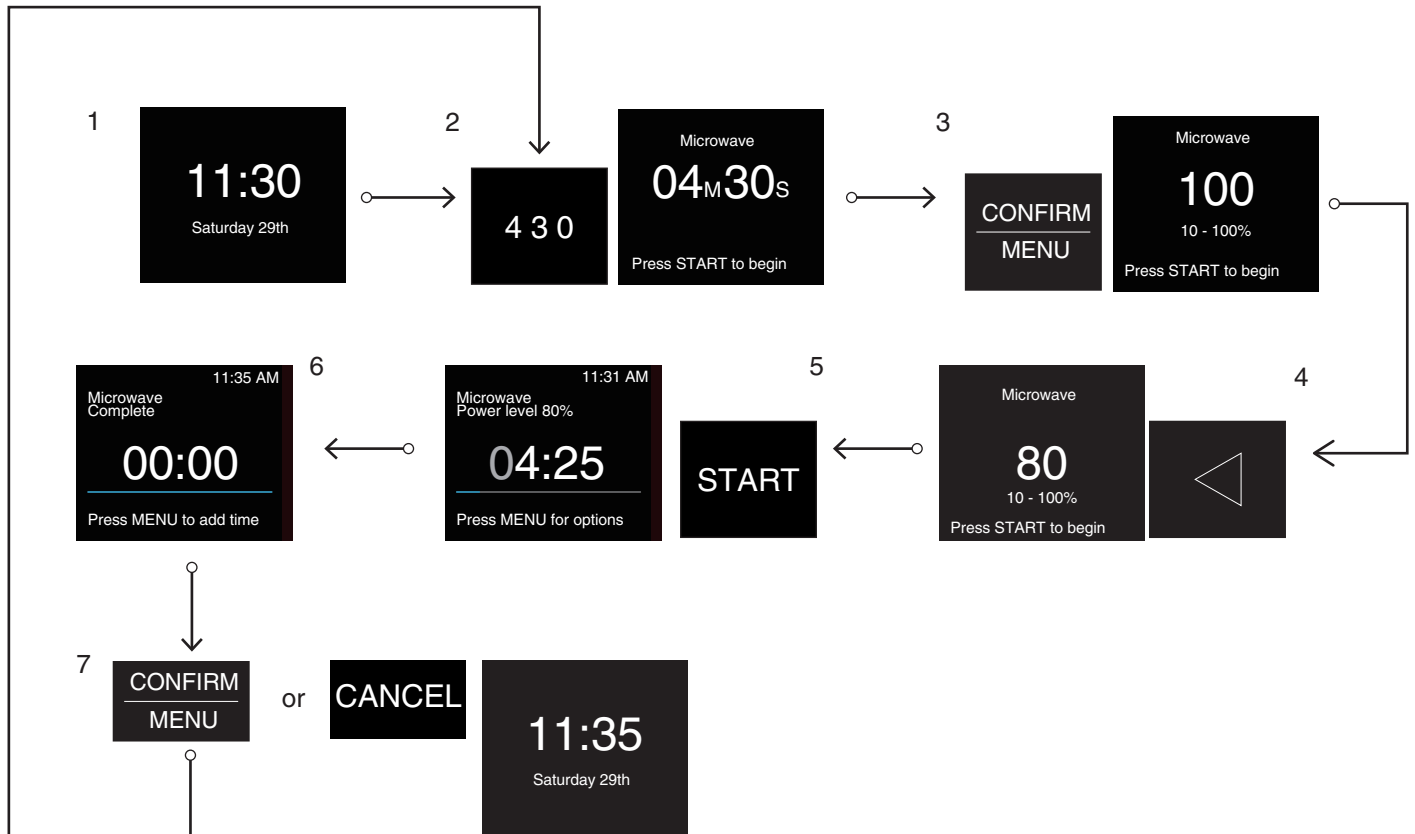 1
11:30
Saturday 29th
2
4 3 0
Microwave
04M30S
Press START to begin
3
CONFIRM
MENU
Microwave
100
10 - 100%
Press START to begin
4
Microwave
80
10 - 100%
Press START to begin
5
START
11:31 AM
Microwave
Power level 80%
04:25
Press MENU for options
6
11:35 AM
Microwave
Complete
00:00
Press MENU to add time
7
CONFIRM
MENU
or
CANCEL
11:35
Saturday 29th